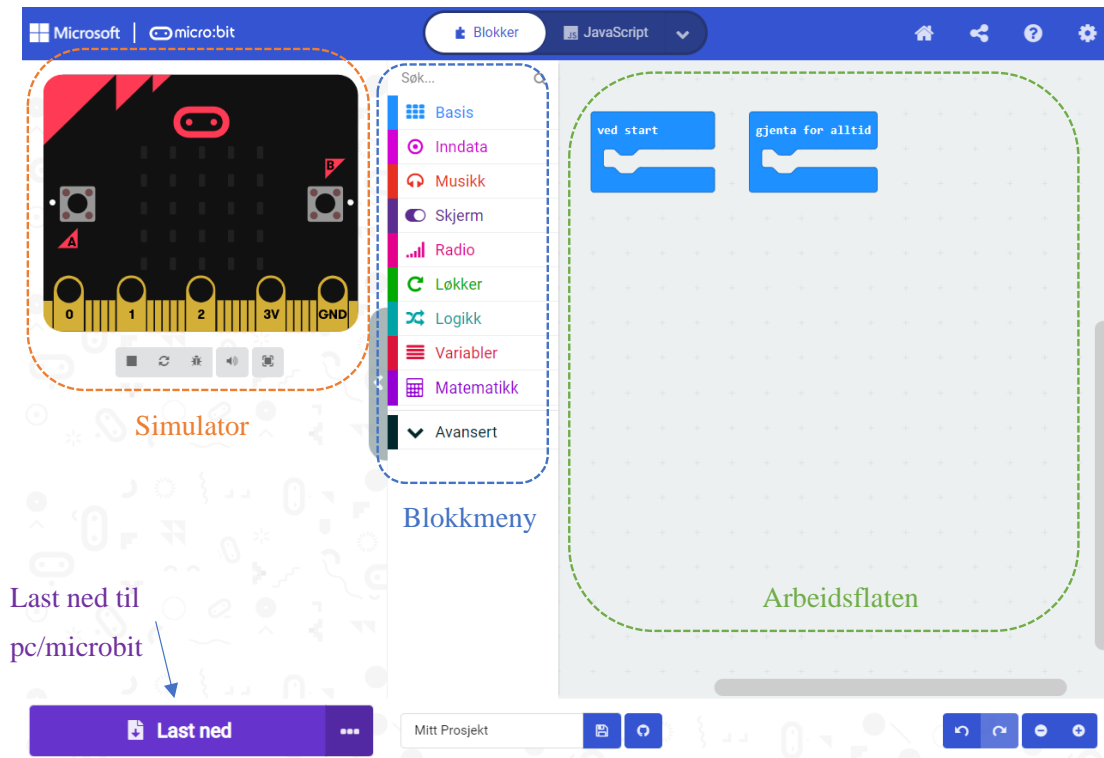 Microsoft
micro:bit
Blokker
JS JavaScript
Søk...
Basis
Inndata
Musikk
Skjerm
Radio
Løkker
Logikk
Variabler
Matematikk
Avansert
B
A
0 1 2 3V GND
ved start
gjenta for alltid
Simulator
Blokkmeny
Arbeidsflaten
Last ned til
pc/microbit
Last ned
Mitt Prosjekt